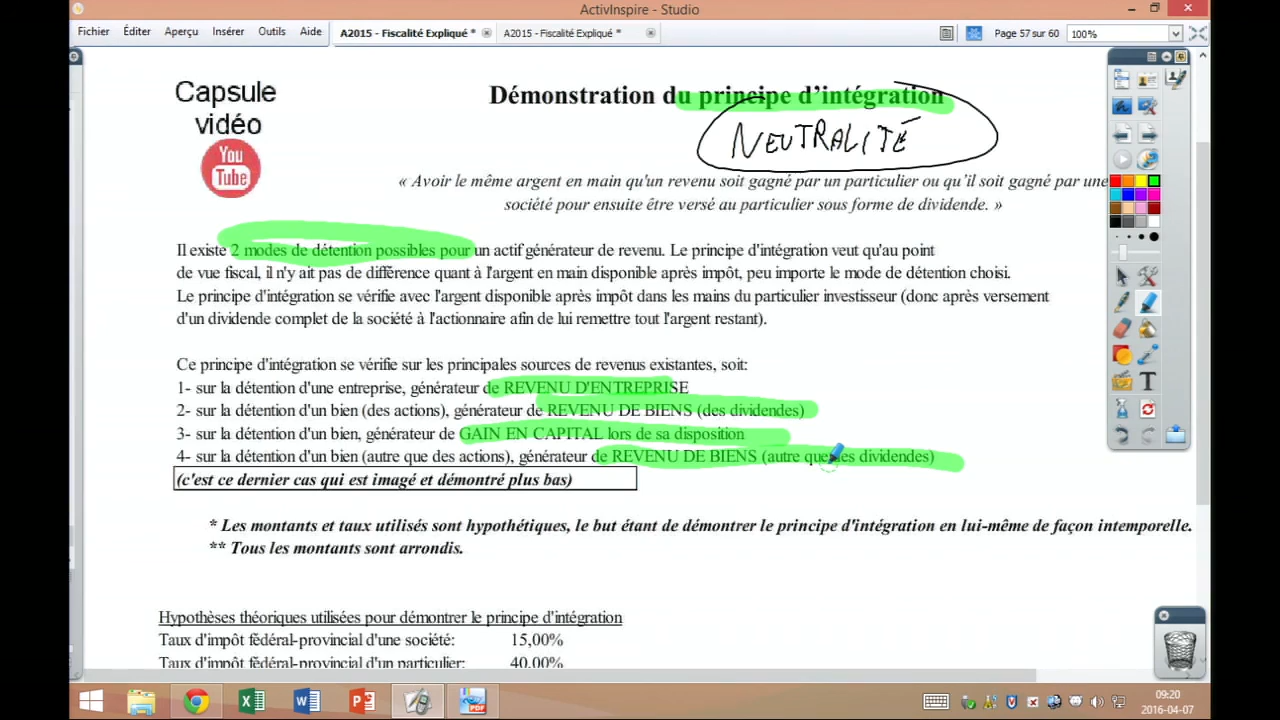 ActivInspire - Studio
Fichier Éditer Aperçu Insérer Outils Aide
A2015 - Fiscalité Expliqué * A2015 - Fiscalité Expliqué *
Page 57 sur 60 100%
Capsule
vidéo
You
Tube
Démonstration du principe d'intégration
NEUTRALITÉ
« Avoir le même argent en main qu'un revenu soit gagné par un particulier ou qu'il soit gagné par une
société pour ensuite être versé au particulier sous forme de dividende. »
Il existe 2 modes de détention possibles pour un actif générateur de revenu. Le principe d'intégration veut qu'au point
de vue fiscal, il n'y ait pas de différence quant à l'argent en main disponible après impôt, peu importe le mode de détention choisi.
Le principe d'intégration se vérifie avec l'argent disponible après impôt dans les mains du particulier investisseur (donc après versement
d'un dividende complet de la société à l'actionnaire afin de lui remettre tout l'argent restant).
Ce principe d'intégration se vérifie sur les principales sources de revenus existantes, soit:
1- sur la détention d'une entreprise, générateur de REVENU D'ENTREPRISE
2- sur la détention d'un bien (des actions), générateur de REVENU DE BIENS (des dividendes)
3- sur la détention d'un bien, générateur de GAIN EN CAPITAL lors de sa disposition
4- sur la détention d'un bien (autre que des actions), générateur de REVENU DE BIENS (autre que des dividendes)
(c'est ce dernier cas qui est imagé et démontré plus bas)
* Les montants et taux utilisés sont hypothétiques, le but étant de démontrer le principe d'intégration en lui-même de façon intemporelle.
** Tous les montants sont arrondis.
Hypothèses théoriques utilisées pour démontrer le principe d'intégration
Taux d'impôt fédéral-provincial d'une société: 15,00%
Taux d'impôt fédéral-provincial d'un particulier: 40,00%
09:20
2016-04-07